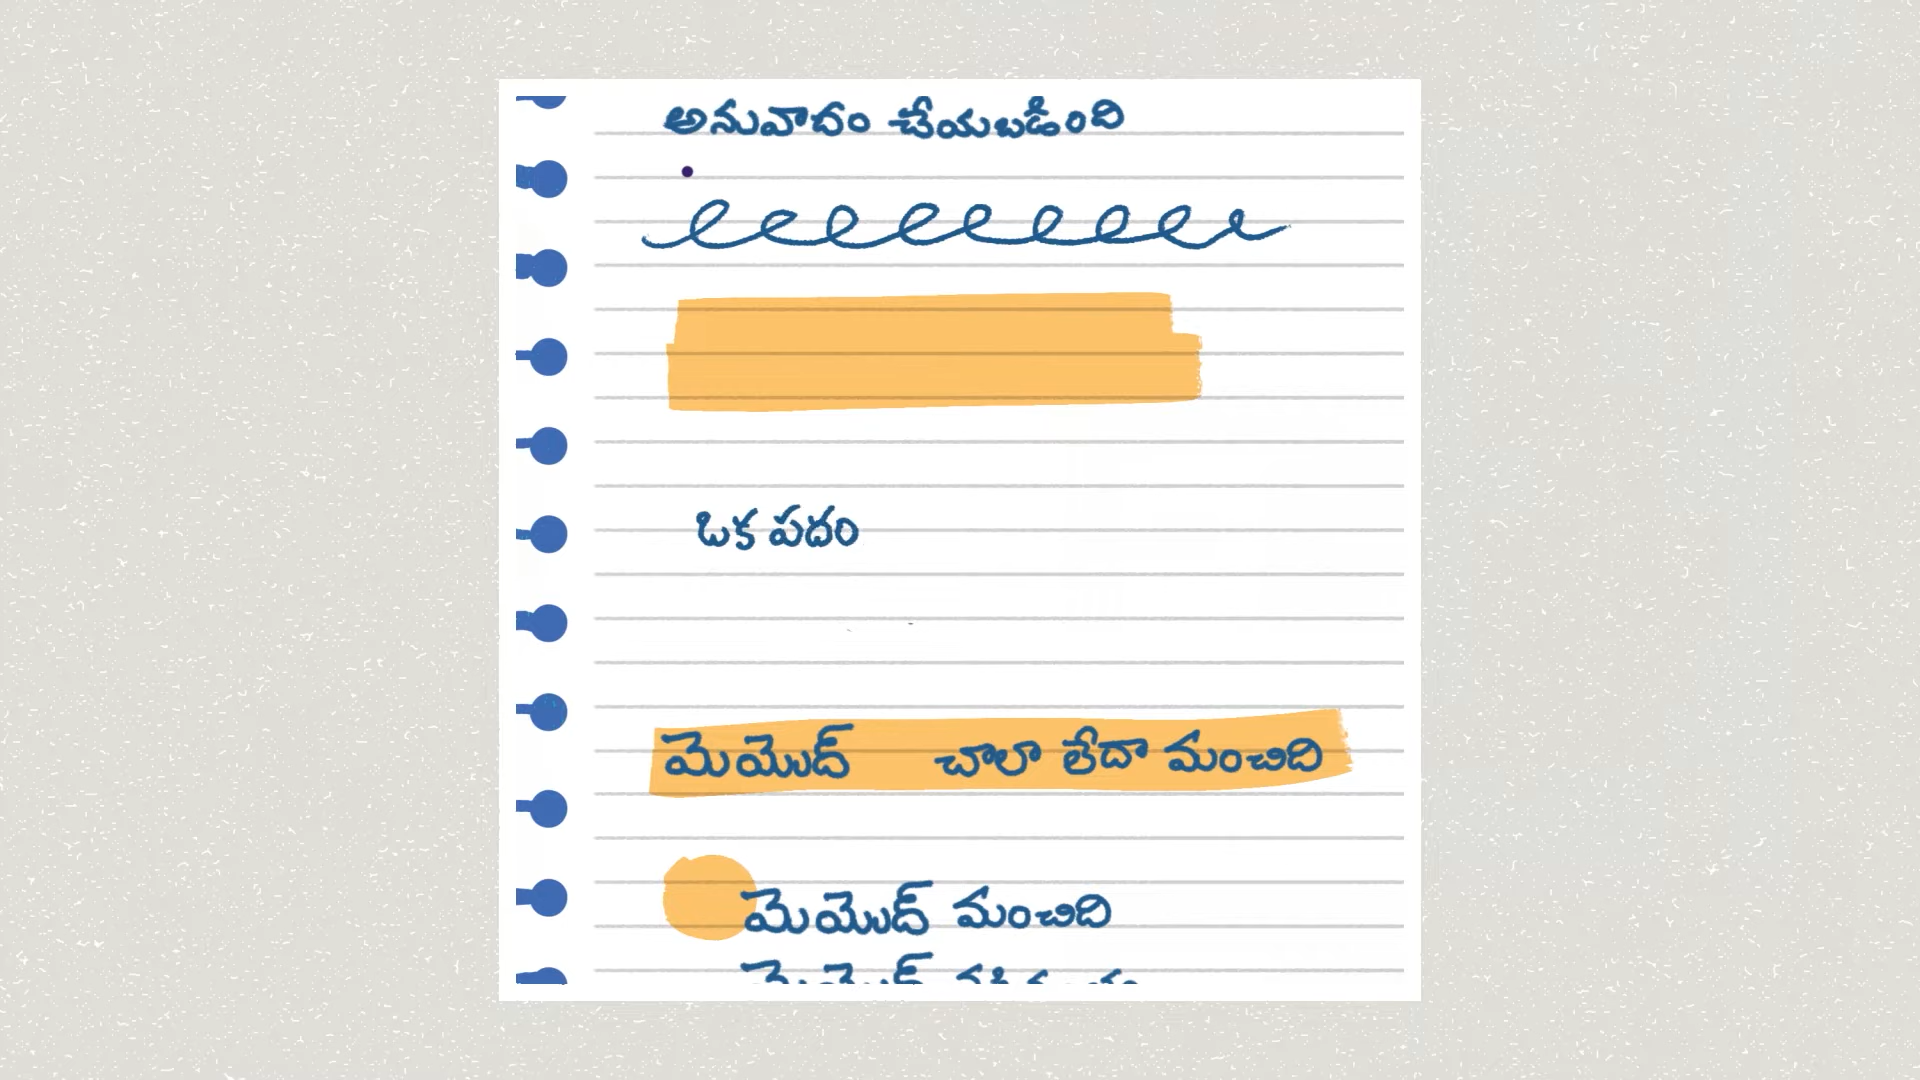 అనువాదం చేయబడింది
ఒక పదం
మెమొద్ చాలా లేదా మంచిది
మెమొద్ మంచిది
మెమొద్